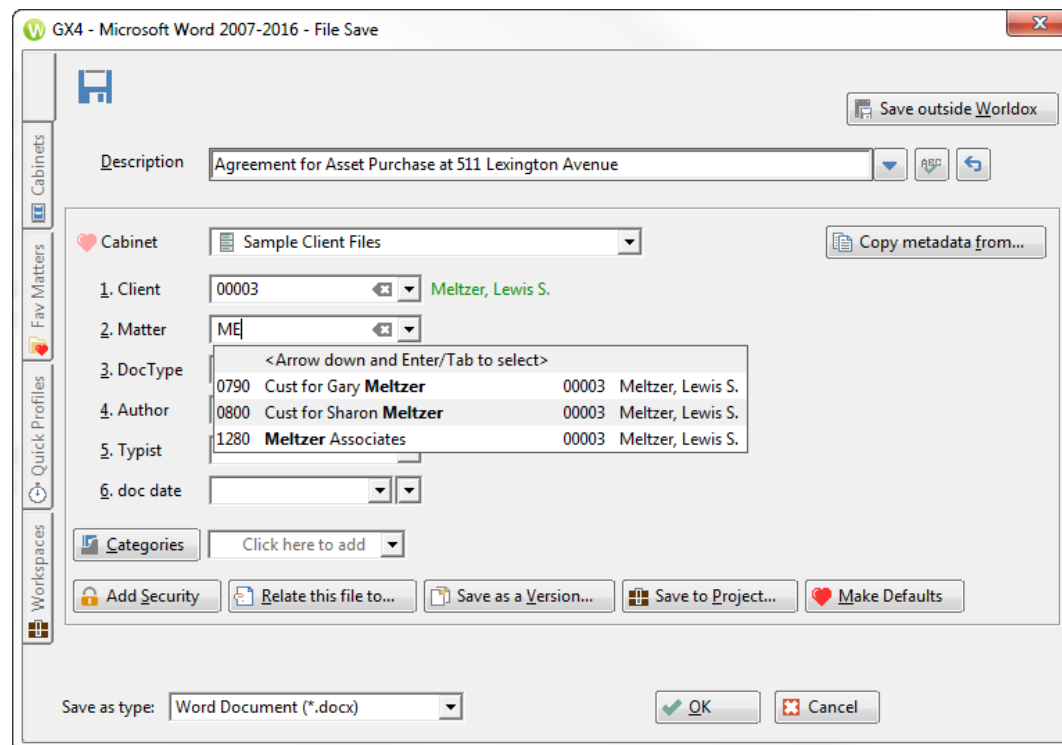 GX4 - Microsoft Word 2007-2016 - File Save
Save outside Worldox
Cabinets
Fav Matters
Quick Profiles
Workspaces
Description Agreement for Asset Purchase at 511 Lexington Avenue ABC
Cabinet Sample Client Files Copy metadata from...
1. Client 00003 Meltzer, Lewis S.
2. Matter ME
<Arrow down and Enter/Tab to select>
3. DocType
0790 Cust for Gary Meltzer 00003 Meltzer, Lewis S.
4. Author
0800 Cust for Sharon Meltzer 00003 Meltzer, Lewis S.
1280 Meltzer Associates 00003 Meltzer, Lewis S.
5. Typist
6. doc date
Categories Click here to add
Add Security Relate this file to... Save as a Version... Save to Project... Make Defaults
Save as type: Word Document (*.docx) OK Cancel